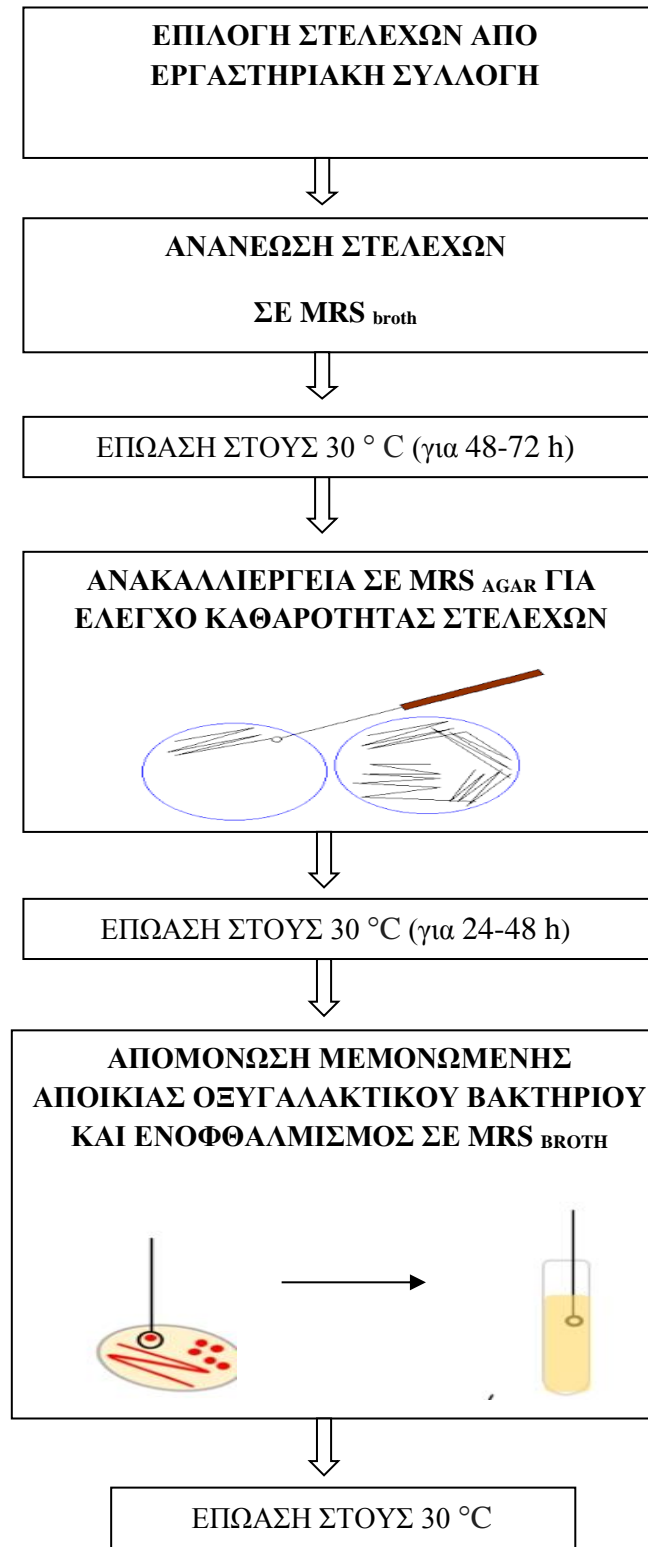 ΕΠΙΛΟΓΗ ΣΤΕΛΕΧΩΝ ΑΠΟ
ΕΡΓΑΣΤΗΡΙΑΚΗ ΣΥΛΛΟΓΗ
ΑΝΑΝΕΩΣΗ ΣΤΕΛΕΧΩΝ
ΣΕ MRS broth
ΕΠΩΑΣΗ ΣΤΟΥΣ 30 ° C (για 48-72 h)
ΑΝΑΚΑΛΛΙΕΡΓΕΙΑ ΣΕ MRS AGAR ΓΙΑ
ΕΛΕΓΧΟ ΚΑΘΑΡΟΤΗΤΑΣ ΣΤΕΛΕΧΩΝ
ΕΠΩΑΣΗ ΣΤΟΥΣ 30 °C (για 24-48 h)
ΑΠΟΜΟΝΩΣΗ ΜΕΜΟΝΩΜΕΝΗΣ
ΑΠΟΙΚΙΑΣ ΟΞΥΓΑΛΑΚΤΙΚΟΥ ΒΑΚΤΗΡΙΟΥ
ΚΑΙ ΕΝΟΦΘΑΛΜΙΣΜΟΣ ΣΕ MRS BROTH
ΕΠΩΑΣΗ ΣΤΟΥΣ 30 °C